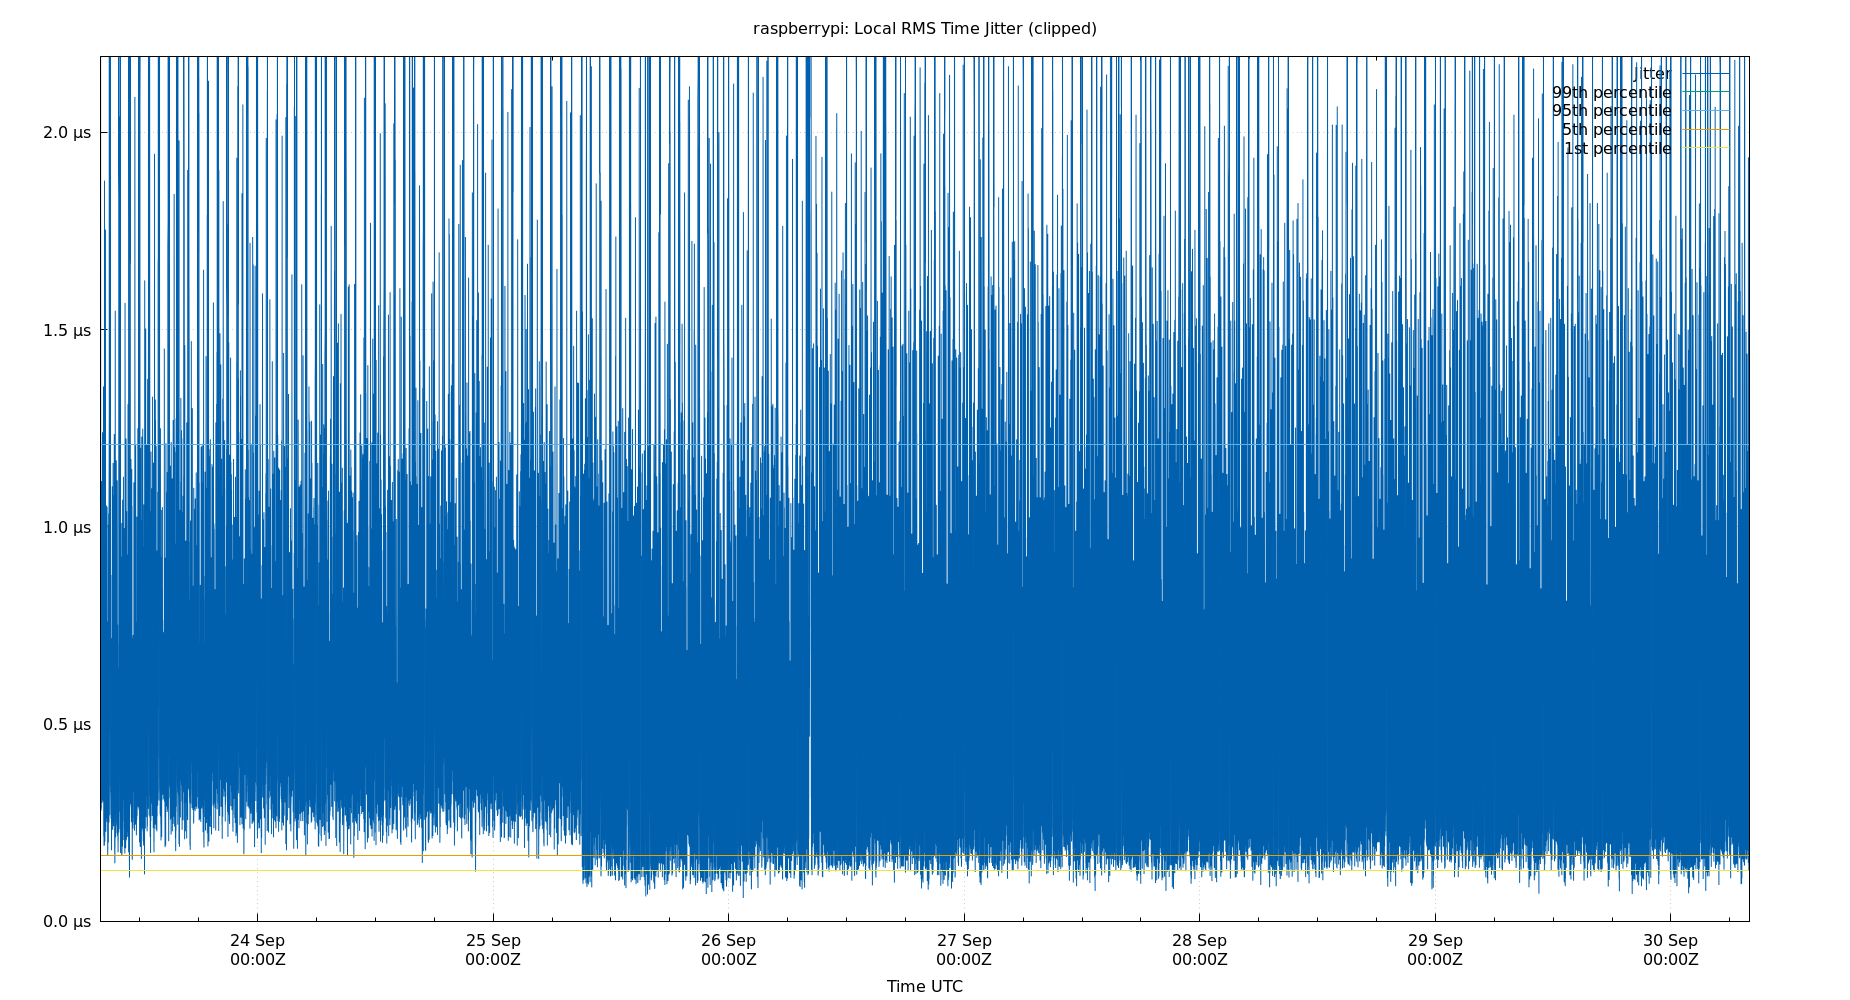 raspberrypi: Local RMS Time Jitter (clipped)
Jitter
99th percentile
95th percentile
5th percentile
1st percentile
2.0 µs
1.5 µs
1.0 µs
0.5 µs
0.0 µs
24 Sep 25 Sep 26 Sep 27 Sep 28 Sep 29 Sep 30 Sep
00:00Z 00:00Z 00:00Z 00:00Z 00:00Z 00:00Z 00:00Z
Time UTC